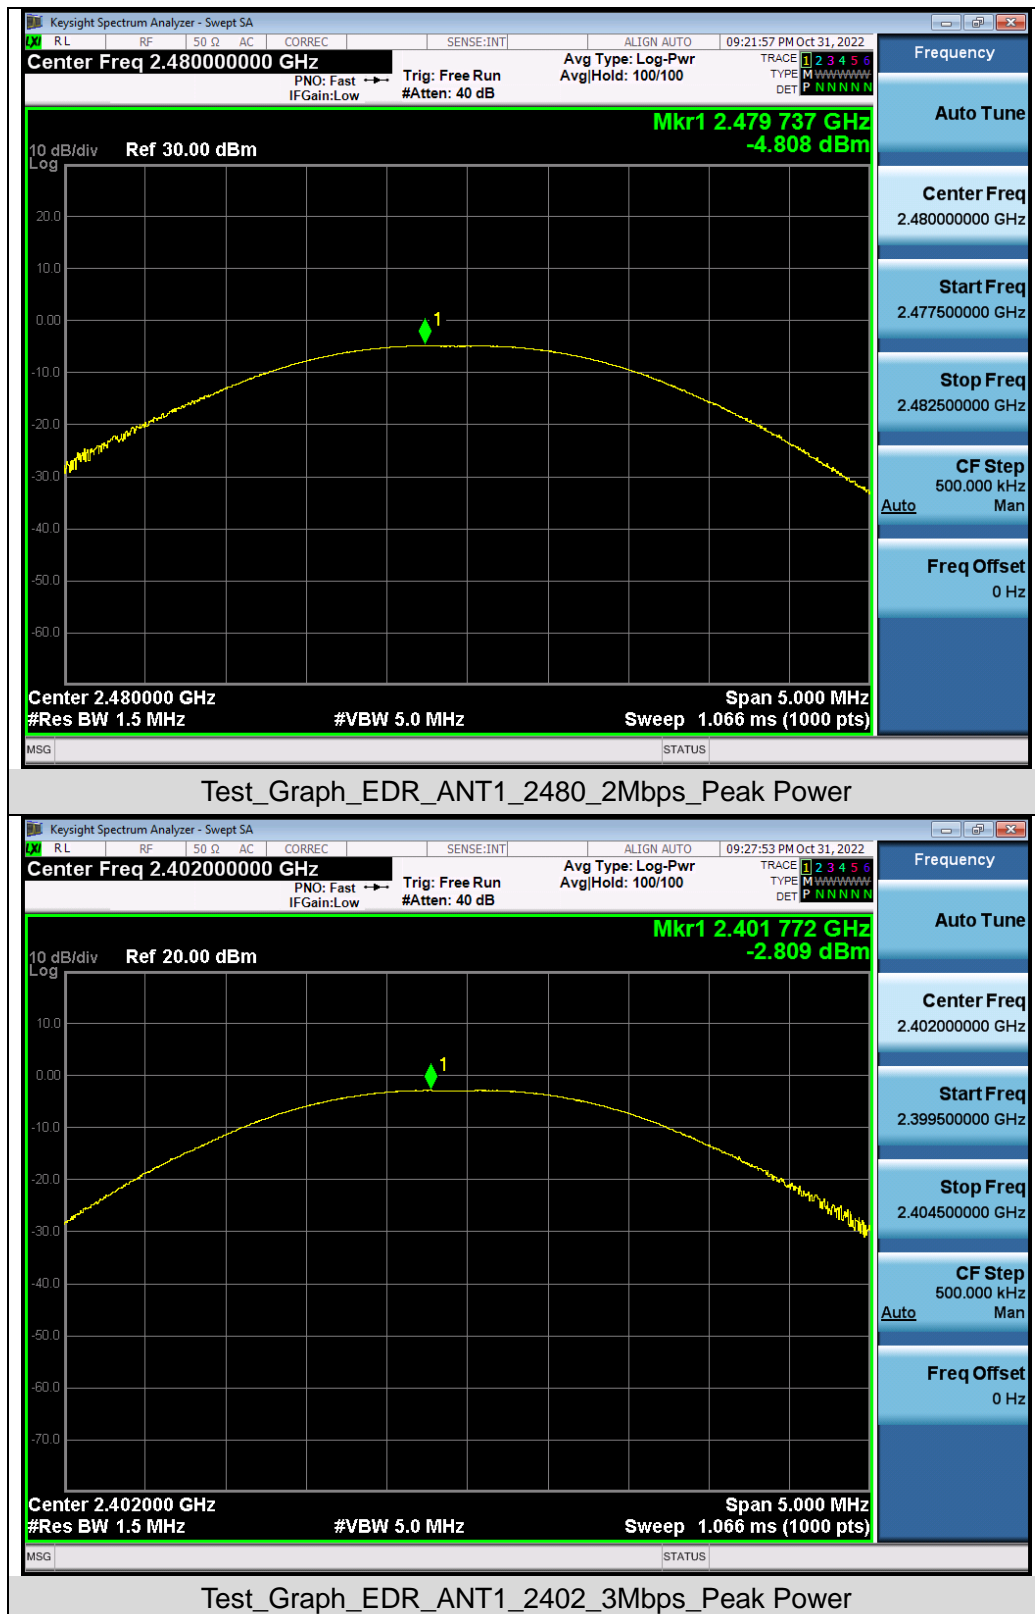 Keysight Spectrum Analyzer - Swept SA
LXI RL RF 50 Ω AC CORREC SENSE:INT ALIGN AUTO 09:21:57 PM Oct 31, 2022
Center Freq 2.480000000 GHz
PNO: Fast
IFGain:Low
Trig: Free Run
#Atten: 40 dB
Avg Type: Log-Pwr
Avg|Hold: 100/100
TRACE 1 2 3 4 5 6
TYPE M WWWWW
DET P N N N N N
Mkr1 2.479 737 GHz
-4.808 dBm
10 dB/div Ref 30.00 dBm
Log
20.0
10.0
0.00
1
-10.0
-20.0
-30.0
-40.0
-50.0
-60.0
Center 2.480000 GHz Span 5.000 MHz
#Res BW 1.5 MHz #VBW 5.0 MHz Sweep 1.066 ms (1000 pts)
MSG STATUS
Frequency
Auto Tune
Center Freq
2.480000000 GHz
Start Freq
2.477500000 GHz
Stop Freq
2.482500000 GHz
CF Step
500.000 kHz
Auto Man
Freq Offset
0 Hz
Test_Graph_EDR_ANT1_2480_2Mbps_Peak Power
Keysight Spectrum Analyzer - Swept SA
LXI RL RF 50 Ω AC CORREC SENSE:INT ALIGN AUTO 09:27:53 PM Oct 31, 2022
Center Freq 2.402000000 GHz
PNO: Fast
IFGain:Low
Trig: Free Run
#Atten: 40 dB
Avg Type: Log-Pwr
Avg|Hold: 100/100
TRACE 1 2 3 4 5 6
TYPE M WWWWW
DET P N N N N N
Mkr1 2.401 772 GHz
-2.809 dBm
10 dB/div Ref 20.00 dBm
Log
10.0
0.00
1
-10.0
-20.0
-30.0
-40.0
-50.0
-60.0
-70.0
Center 2.402000 GHz Span 5.000 MHz
#Res BW 1.5 MHz #VBW 5.0 MHz Sweep 1.066 ms (1000 pts)
MSG STATUS
Frequency
Auto Tune
Center Freq
2.402000000 GHz
Start Freq
2.399500000 GHz
Stop Freq
2.404500000 GHz
CF Step
500.000 kHz
Auto Man
Freq Offset
0 Hz
Test_Graph_EDR_ANT1_2402_3Mbps_Peak Power